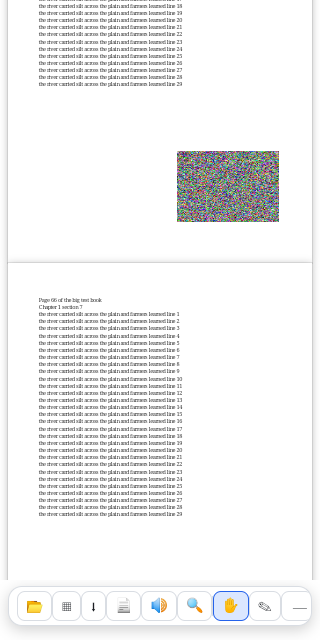 the river carried silt across the plain and farmers learned line 18
the river carried silt across the plain and farmers learned line 19
the river carried silt across the plain and farmers learned line 20
the river carried silt across the plain and farmers learned line 21
the river carried silt across the plain and farmers learned line 22
the river carried silt across the plain and farmers learned line 23
the river carried silt across the plain and farmers learned line 24
the river carried silt across the plain and farmers learned line 25
the river carried silt across the plain and farmers learned line 26
the river carried silt across the plain and farmers learned line 27
the river carried silt across the plain and farmers learned line 28
the river carried silt across the plain and farmers learned line 29
Page 66 of the big test book
Chapter 1 section 7
the river carried silt across the plain and farmers learned line 1
the river carried silt across the plain and farmers learned line 2
the river carried silt across the plain and farmers learned line 3
the river carried silt across the plain and farmers learned line 4
the river carried silt across the plain and farmers learned line 5
the river carried silt across the plain and farmers learned line 6
the river carried silt across the plain and farmers learned line 7
the river carried silt across the plain and farmers learned line 8
the river carried silt across the plain and farmers learned line 9
the river carried silt across the plain and farmers learned line 10
the river carried silt across the plain and farmers learned line 11
the river carried silt across the plain and farmers learned line 12
the river carried silt across the plain and farmers learned line 13
the river carried silt across the plain and farmers learned line 14
the river carried silt across the plain and farmers learned line 15
the river carried silt across the plain and farmers learned line 16
the river carried silt across the plain and farmers learned line 17
the river carried silt across the plain and farmers learned line 18
the river carried silt across the plain and farmers learned line 19
the river carried silt across the plain and farmers learned line 20
the river carried silt across the plain and farmers learned line 21
the river carried silt across the plain and farmers learned line 22
the river carried silt across the plain and farmers learned line 23
the river carried silt across the plain and farmers learned line 24
the river carried silt across the plain and farmers learned line 25
the river carried silt across the plain and farmers learned line 26
the river carried silt across the plain and farmers learned line 27
the river carried silt across the plain and farmers learned line 28
the river carried silt across the plain and farmers learned line 29